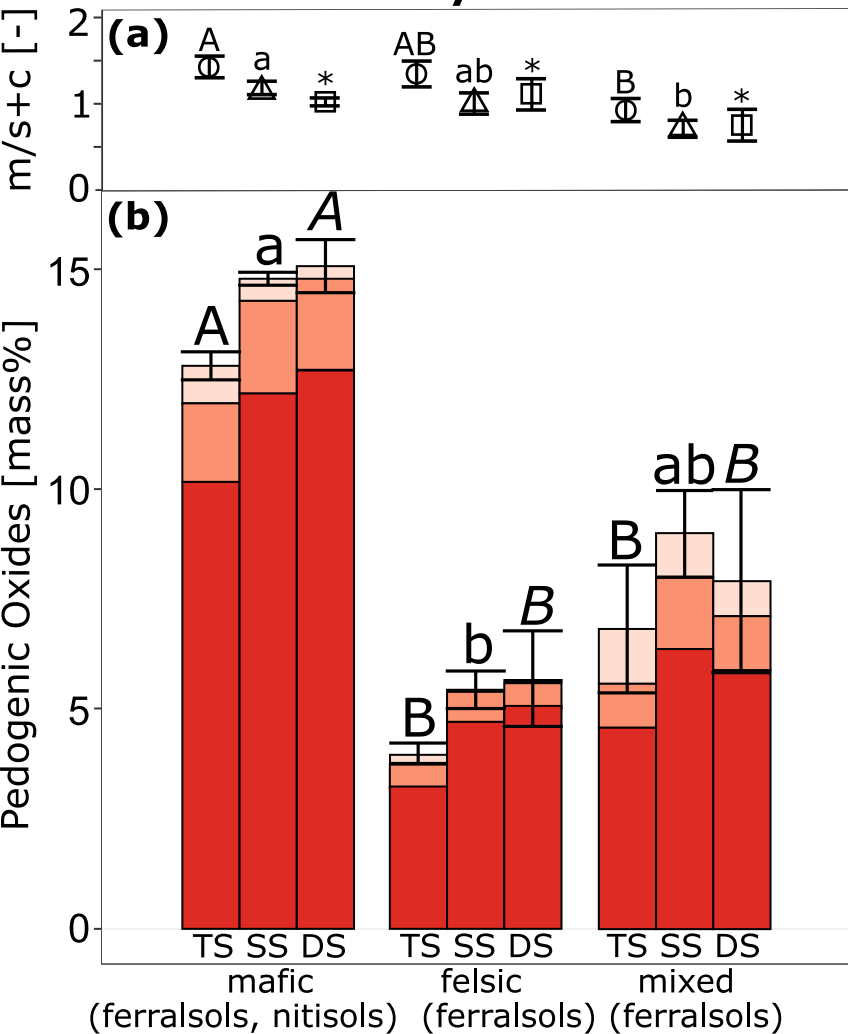 m/s+c [-]
2
1
0
(a)
A
a
*
AB
ab
*
B
b
*
Pedogenic Oxides [mass%]
15
10
5
0
(b)
A
a
A
B
b
B
B
ab
B
TS SS DS TS SS DS TS SS DS
mafic felsic mixed
(ferralsols, nitisols) (ferralsols) (ferralsols)